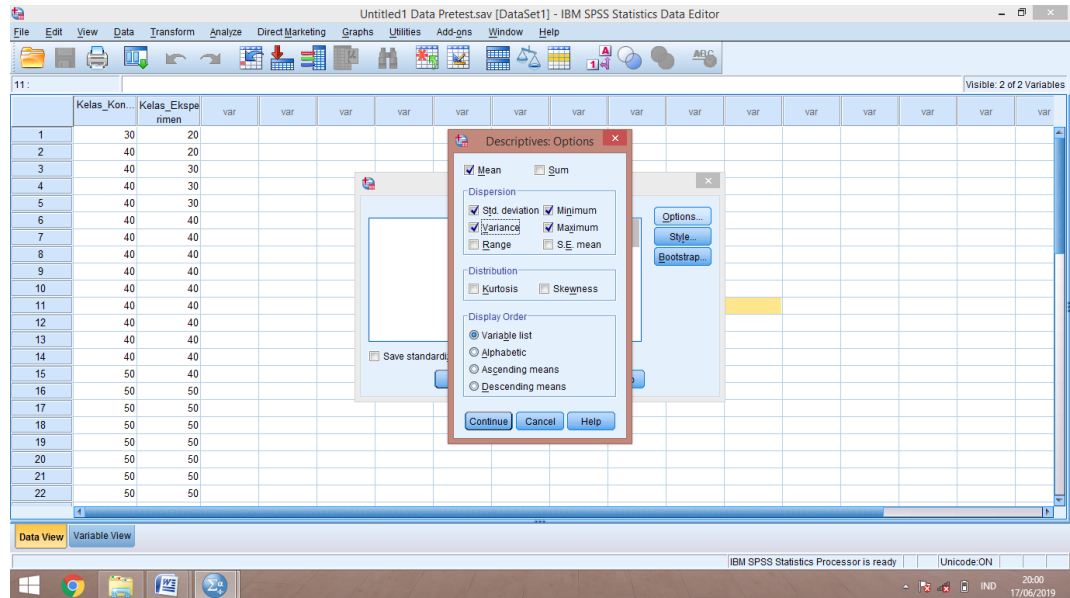 Untitled1 Data Pretest.sav [DataSet1] - IBM SPSS Statistics Data Editor
File Edit View Data Transform Analyze Direct Marketing Graphs Utilities Add-ons Window Help
11 :
Visible: 2 of 2 Variables
Kelas_Kon... Kelas_Ekspe var var var var var var var var var var var var var var var
rimen
1 30 20
2 40 20
3 40 30
4 40 30
5 40 30
6 40 40
7 40 40
8 40 40
9 40 40
10 40 40
11 40 40
12 40 40
13 40 40
14 40 40
15 50 40
16 50 50
17 50 50
18 50 50
19 50 50
20 50 50
21 50 50
22 50 50
Options...
Style...
Bootstrap...
Save standardi
Descriptives: Options
Mean Sum
Dispersion
Std. deviation Minimum
Variance Maximum
Range S.E. mean
Distribution
Kurtosis Skewness
Display Order
Variable list
Alphabetic
Ascending means
Descending means
Continue Cancel Help
Data View Variable View
IBM SPSS Statistics Processor is ready Unicode:ON
IND 20:00
17/06/2019